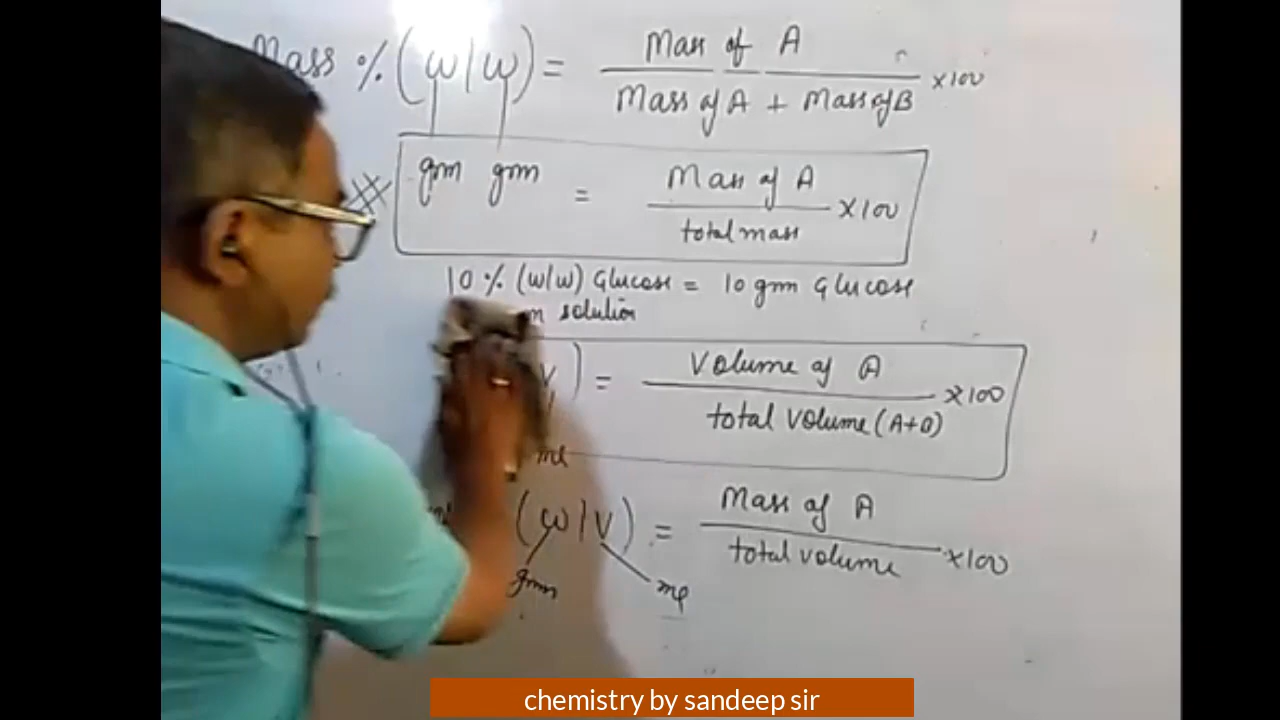 Mass % (w/w) = Mass of A
Mass of A + Mass of B ×100
gm gm = Mass of A
total mass ×100
10 % (w/w) Glucose = 10 gm Glucose
solution
) = Volume of A
total volume (A+B) ×100
ml
(w/v) = Mass of A
total volume ×100
gm ml
chemistry by sandeep sir